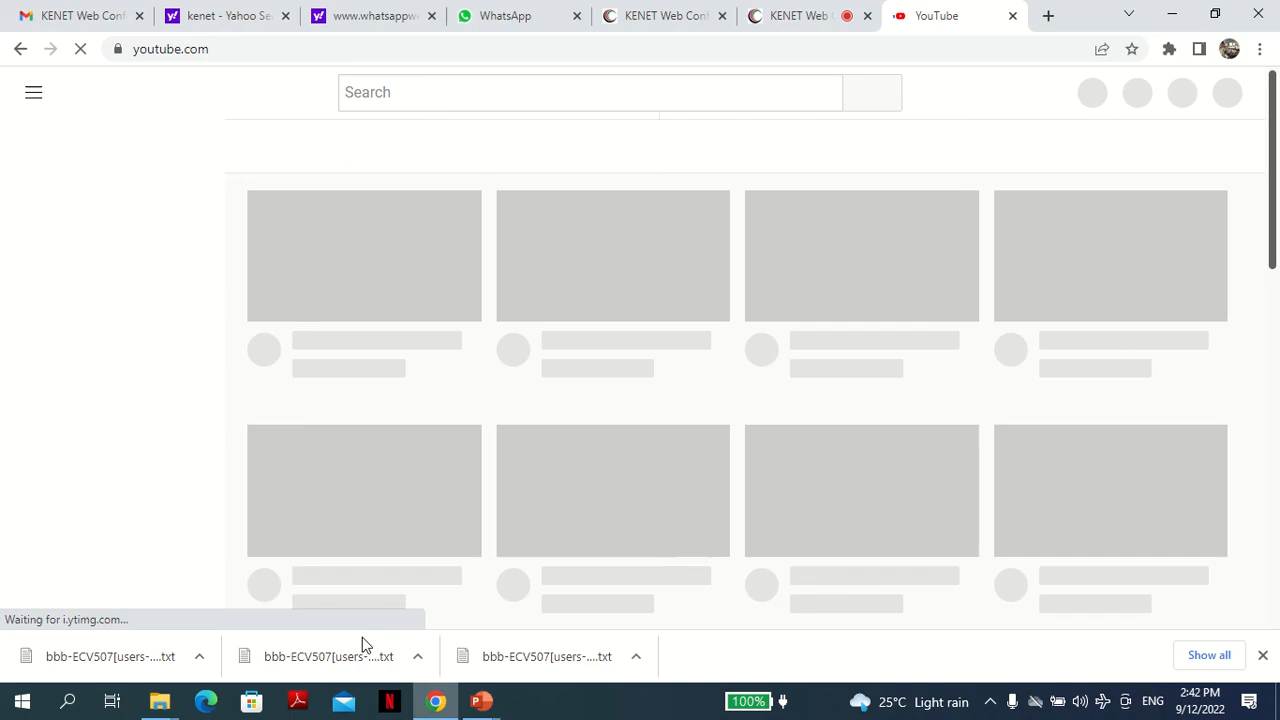 KENET Web Conf
kenet - Yahoo Se
www.whatsappwe
WhatsApp
KENET Web Conf
KENET Web
YouTube
youtube.com
Search
Waiting for i.ytimg.com...
bbb-ECV507[users-....txt
bbb-ECV507[users-....txt
bbb-ECV507[users-....txt
Show all
100%
25°C Light rain
ENG
2:42 PM
9/12/2022